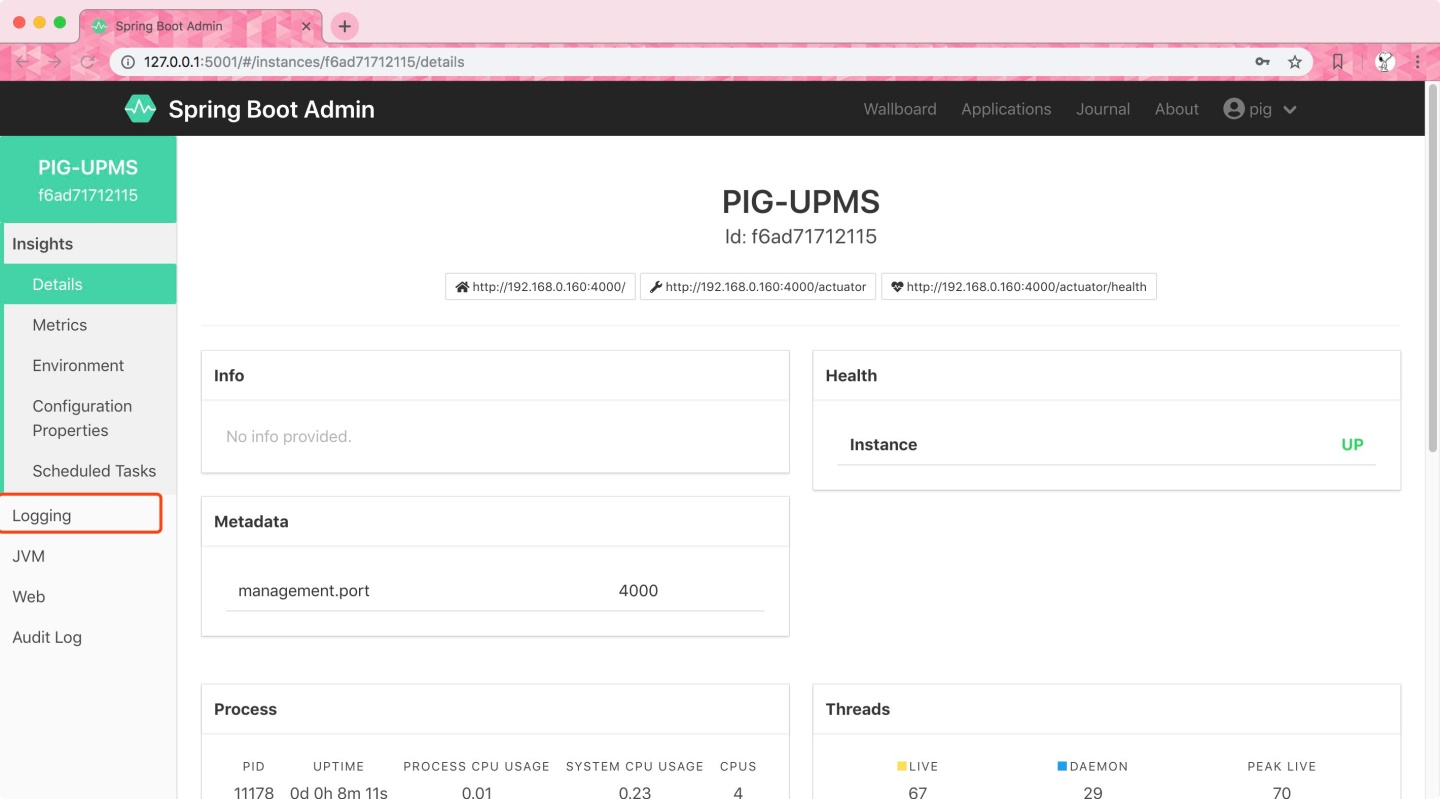 Spring Boot Admin
127.0.0.1:5001/#/instances/f6ad71712115/details
Spring Boot Admin
Wallboard
Applications
Journal
About
pig
PIG-UPMS
f6ad71712115
Insights
Details
Metrics
Environment
Configuration
Properties
Scheduled Tasks
Logging
JVM
Web
Audit Log
PIG-UPMS
Id: f6ad71712115
http://192.168.0.160:4000/
http://192.168.0.160:4000/actuator
http://192.168.0.160:4000/actuator/health
Info
No info provided.
Health
Instance UP
Metadata
management.port 4000
Process
PID UPTIME PROCESS CPU USAGE SYSTEM CPU USAGE CPUS
11178 0d 0h 8m 11s 0.01 0.23 4
Threads
LIVE DAEMON PEAK LIVE
67 29 70